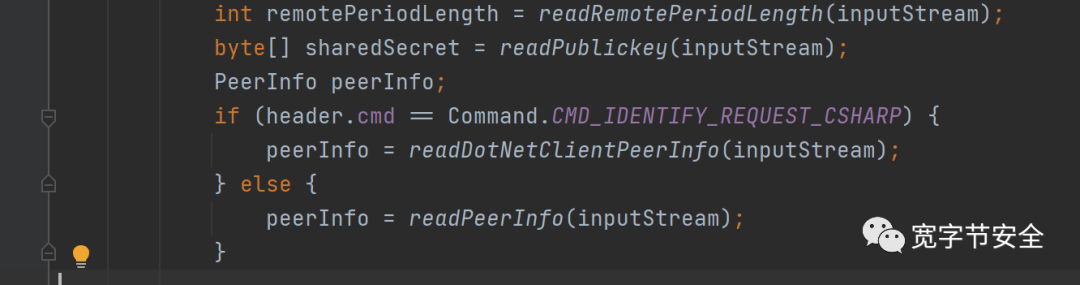 int remotePeriodLength = readRemotePeriodLength(inputStream);
byte[] sharedSecret = readPublickey(inputStream);
PeerInfo peerInfo;
if (header.cmd == Command.CMD_IDENTIFY_REQUEST_CSHARP) {
peerInfo = readDotNetClientPeerInfo(inputStream);
} else {
peerInfo = readPeerInfo(inputStream);
}
宽字节安全